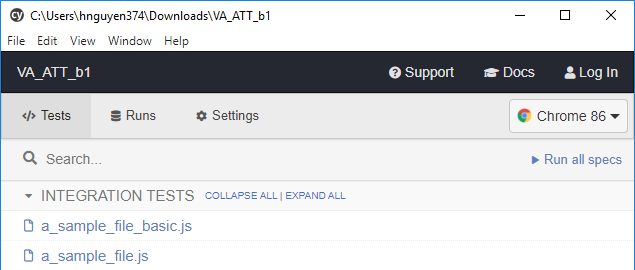 cy C:\Users\hnguyen374\Downloads\VA_ATT_b1
File Edit View Window Help
VA_ATT_b1 Support Docs Log In
Tests Runs Settings Chrome 86
Search... Run all specs
INTEGRATION TESTS COLLAPSE ALL | EXPAND ALL
a_sample_file_basic.js
a_sample_file.js